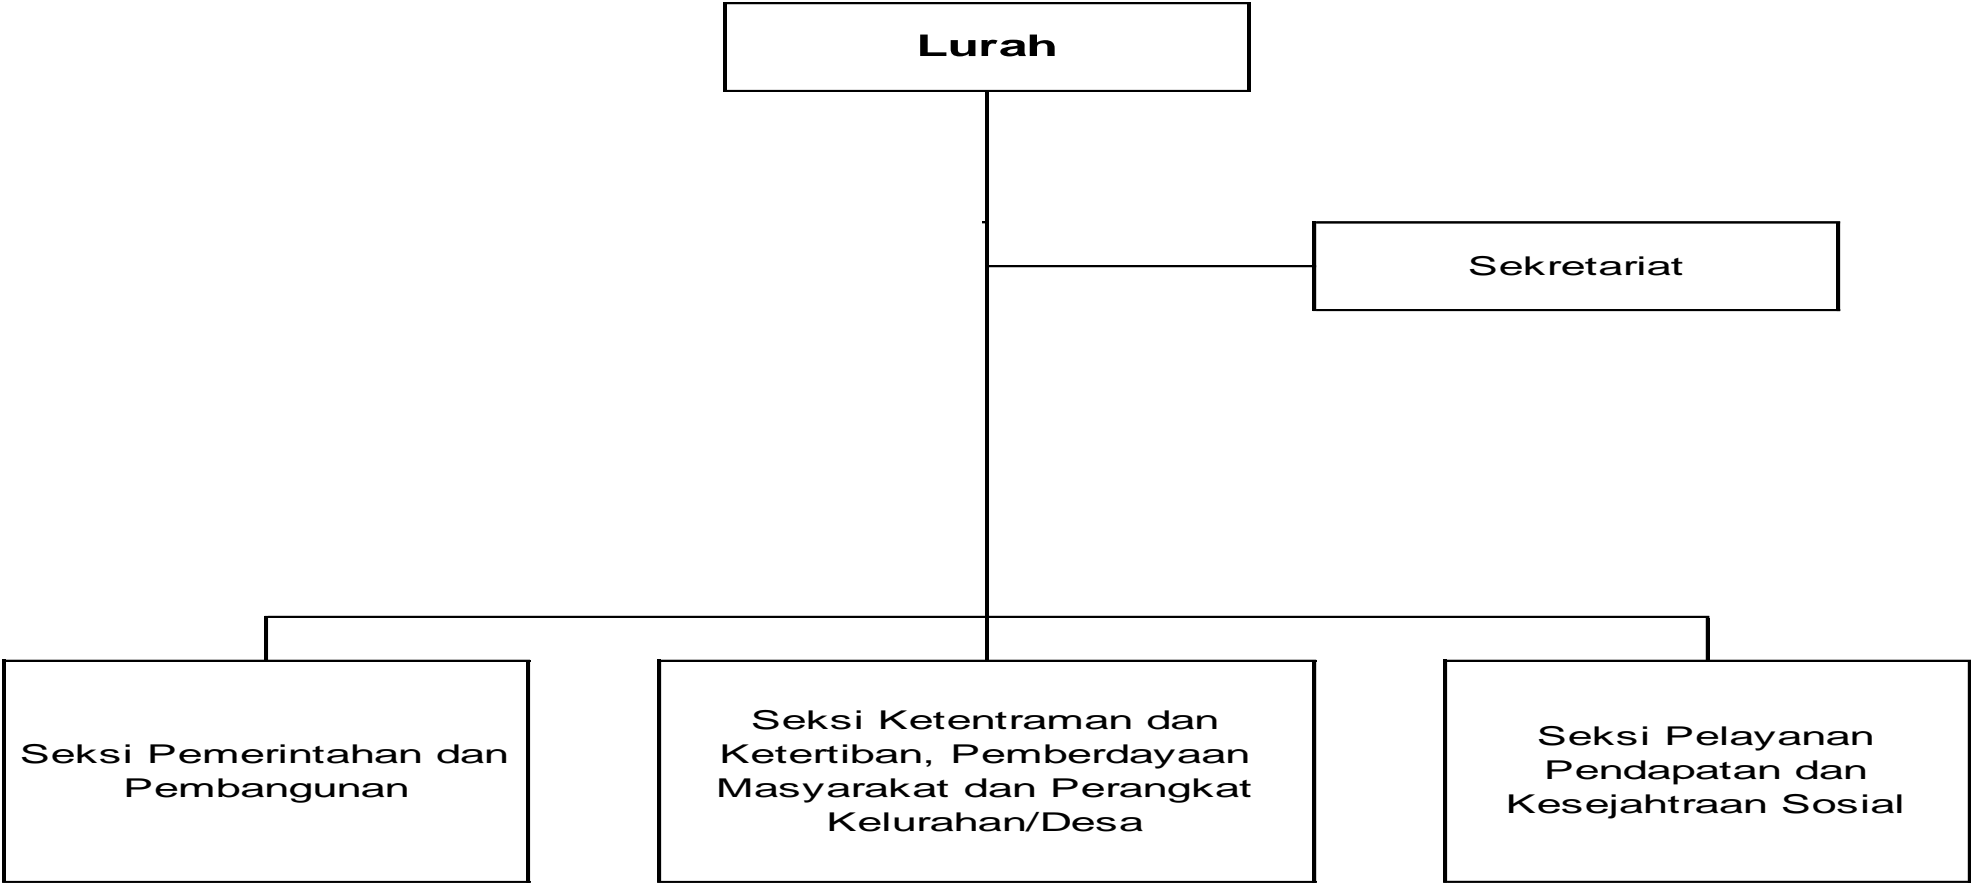 Lurah
Sekretariat
Seksi Pemerintahan dan
Pembangunan
Seksi Ketentraman dan
Ketertiban, Pemberdayaan
Masyarakat dan Perangkat
Kelurahan/Desa
Seksi Pelayanan
Pendapatan dan
Kesejahtraan Sosial